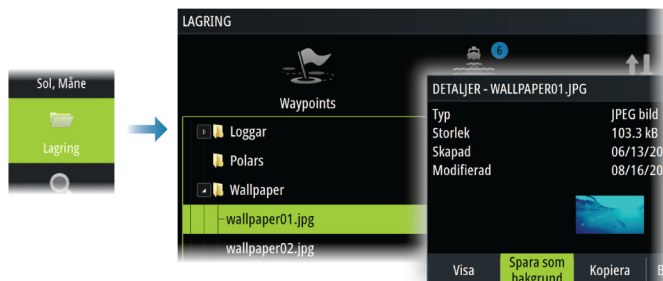 Sol, Måne
Lagring
LAGRING
6
Waypoints
Loggar
Polars
Wallpaper
wallpaper01.jpg
wallpaper02.jpg
DETALJER - WALLPAPER01.JPG
Typ JPEG bild
Storlek 103.3 kB
Skapad 06/13/20
Modifierad 08/16/20
Visa
Spara som
bakgrund
Kopiera